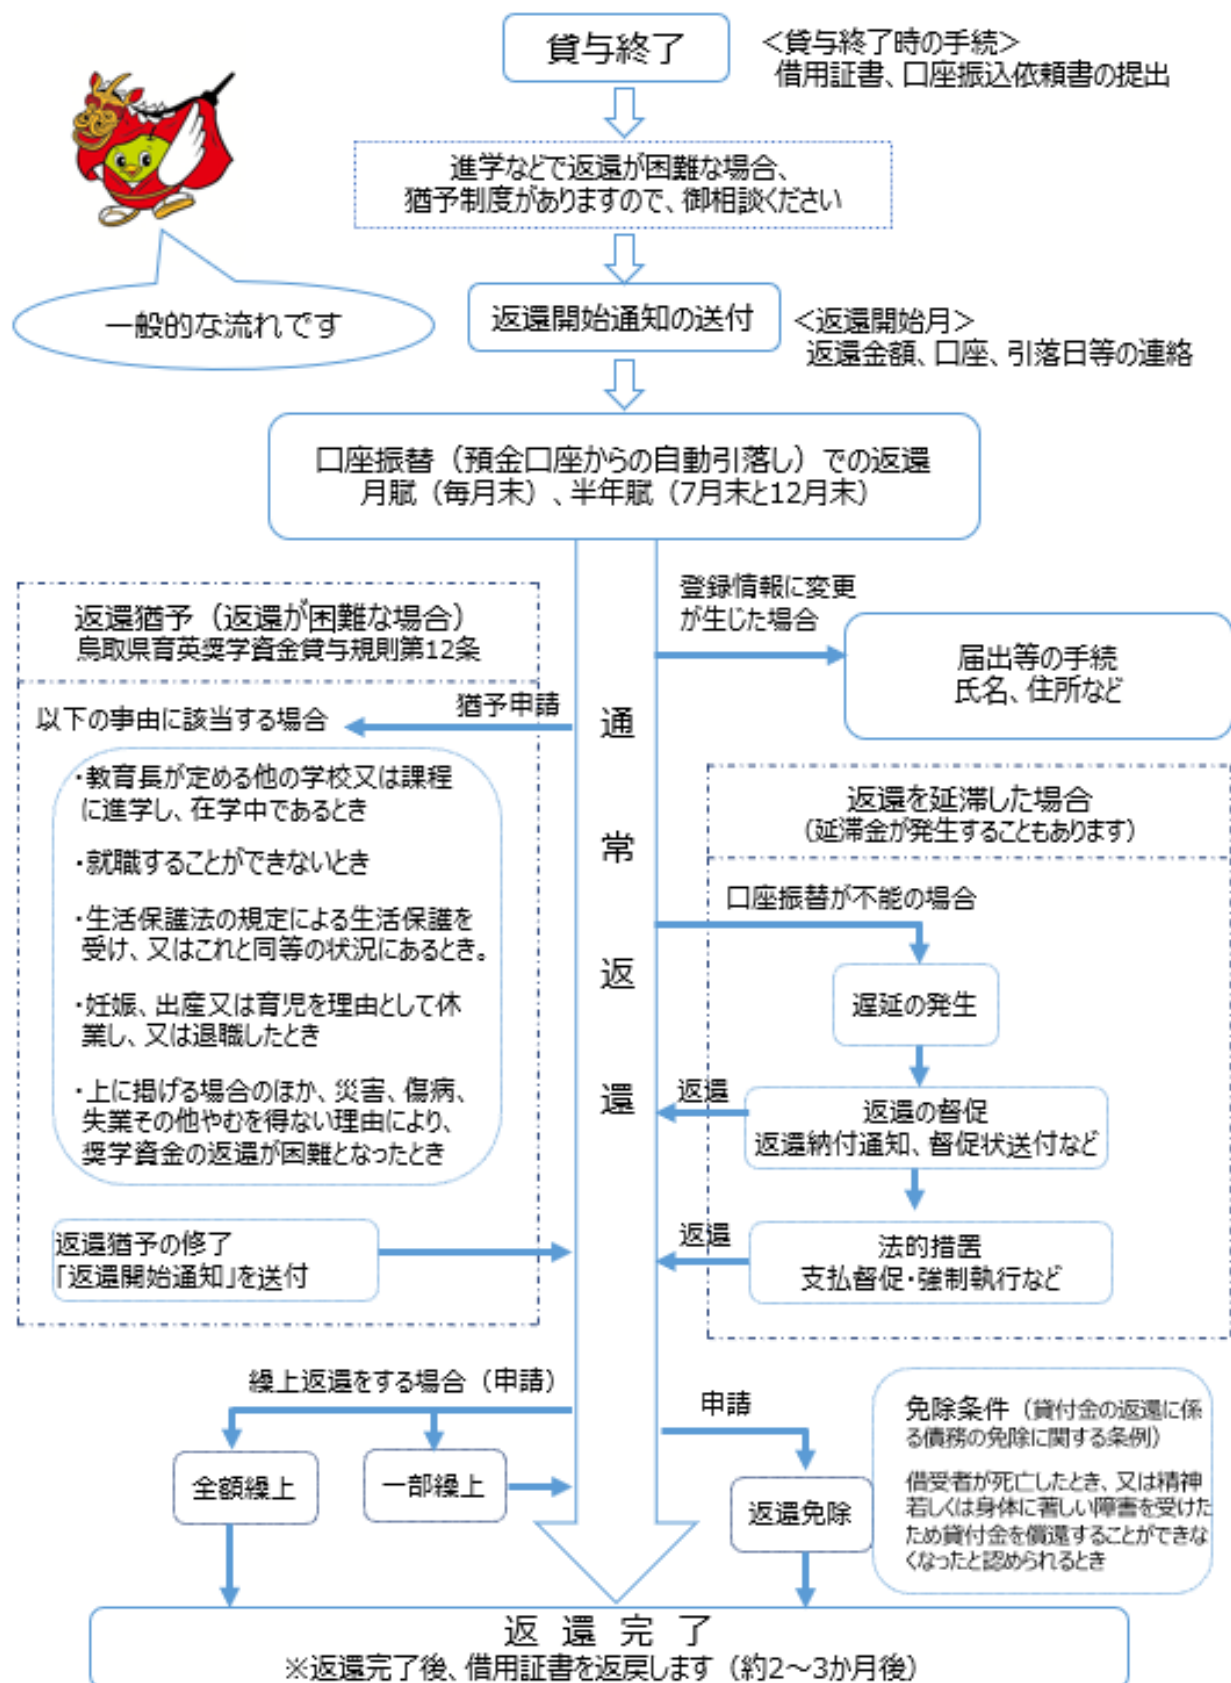 貸与終了
＜貸与終了時の手続＞
借用証書、口座振込依頼書の提出
進学などで返還が困難な場合、
猶予制度がありますので、御相談ください
一般的な流れです
返還開始通知の送付
＜返還開始月＞
返還金額、口座、引落日等の連絡
口座振替（預金口座からの自動引落し）での返還
月賦（毎月末）、半年賦（7月末と12月末）
通常返還
返還猶予（返還が困難な場合）
鳥取県育英奨学資金貸与規則第12条
猶予申請
以下の事由に該当する場合
・教育長が定める他の学校又は課程
に進学し、在学中であるとき
・就職することができないとき
・生活保護法の規定による生活保護を
受け、又はこれと同等の状況にあるとき。
・妊娠、出産又は育児を理由として休
業し、又は退職したとき
・上に掲げる場合のほか、災害、傷病、
失業その他やむを得ない理由により、
奨学資金の返還が困難となったとき
返還猶予の修了
「返還開始通知」を送付
登録情報に変更
が生じた場合
届出等の手続
氏名、住所など
返還を延滞した場合
（延滞金が発生することもあります）
口座振替が不能の場合
遅延の発生
返還
返還の督促
返還納付通知、督促状送付など
返還
法的措置
支払督促・強制執行など
繰上返還をする場合（申請）
全額繰上
一部繰上
申請
返還免除
免除条件（貸付金の返還に係
る債務の免除に関する条例）
借受者が死亡したとき、又は精神
若しくは身体に著しい障害を受けた
ため貸付金を償還することができな
くなったと認められるとき
返還完了
※返還完了後、借用証書を返戻します（約2～3か月後）